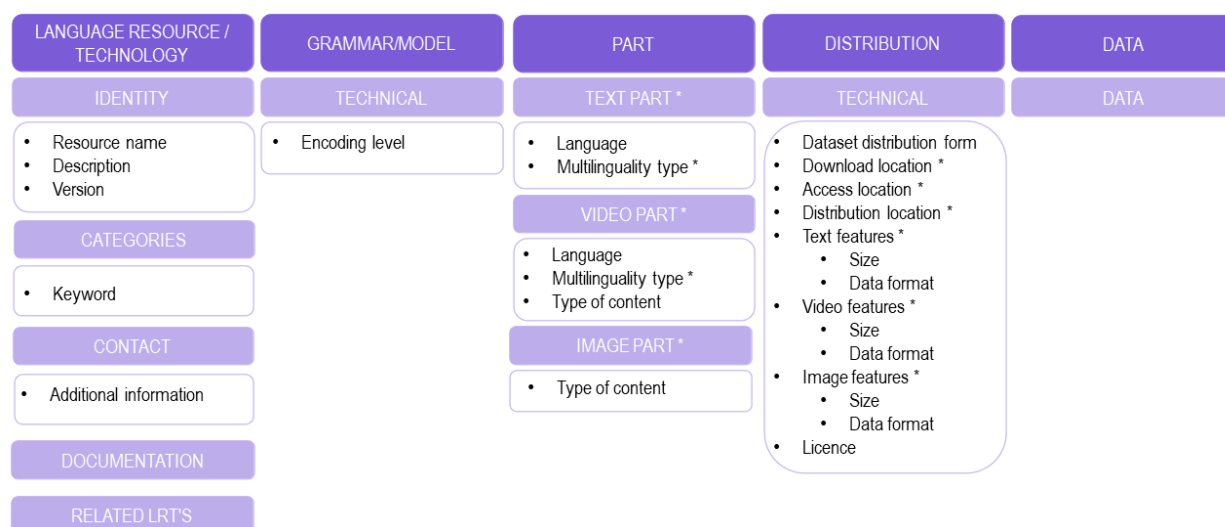 LANGUAGE RESOURCE /
TECHNOLOGY
IDENTITY
• Resource name
• Description
• Version
CATEGORIES
• Keyword
CONTACT
• Additional information
DOCUMENTATION
RELATED LRT'S
GRAMMAR/MODEL
TECHNICAL
• Encoding level
PART
TEXT PART *
• Language
• Multilinguality type *
VIDEO PART *
• Language
• Multilinguality type *
• Type of content
IMAGE PART *
• Type of content
DISTRIBUTION
TECHNICAL
• Dataset distribution form
• Download location *
• Access location *
• Distribution location *
• Text features *
• Size
• Data format
• Video features *
• Size
• Data format
• Image features *
• Size
• Data format
• Licence
DATA
DATA